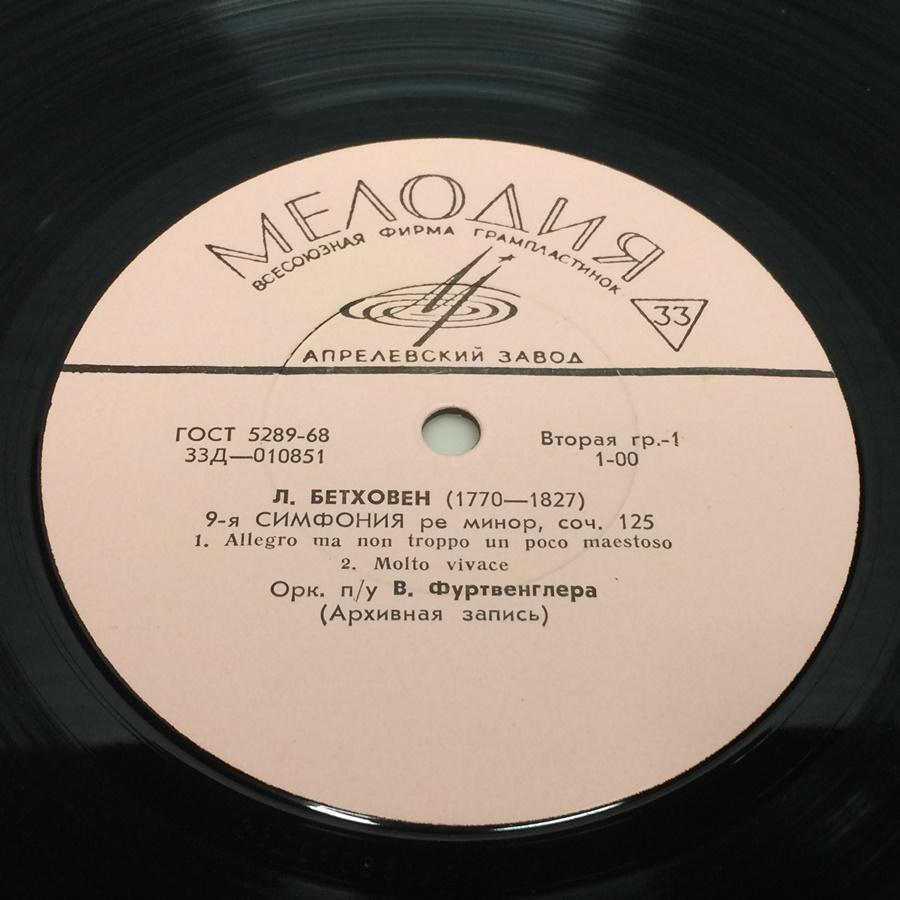 МЕЛОДИЯ
ВСЕСОЮЗНАЯ ФИРМА ГРАМПЛАСТИНОК
33
АПРЕЛЕВСКИЙ ЗАВОД
ГОСТ 5289-68
Вторая гр.-1
33Д—010851
1-00
Л. БЕТХОВЕН (1770—1827)
9-я СИМФОНИЯ ре минор, соч. 125
1. Allegro ma non troppo un poco maestoso
2. Molto vivace
Орк. п/у В. Фуртвенглера
(Архивная запись)